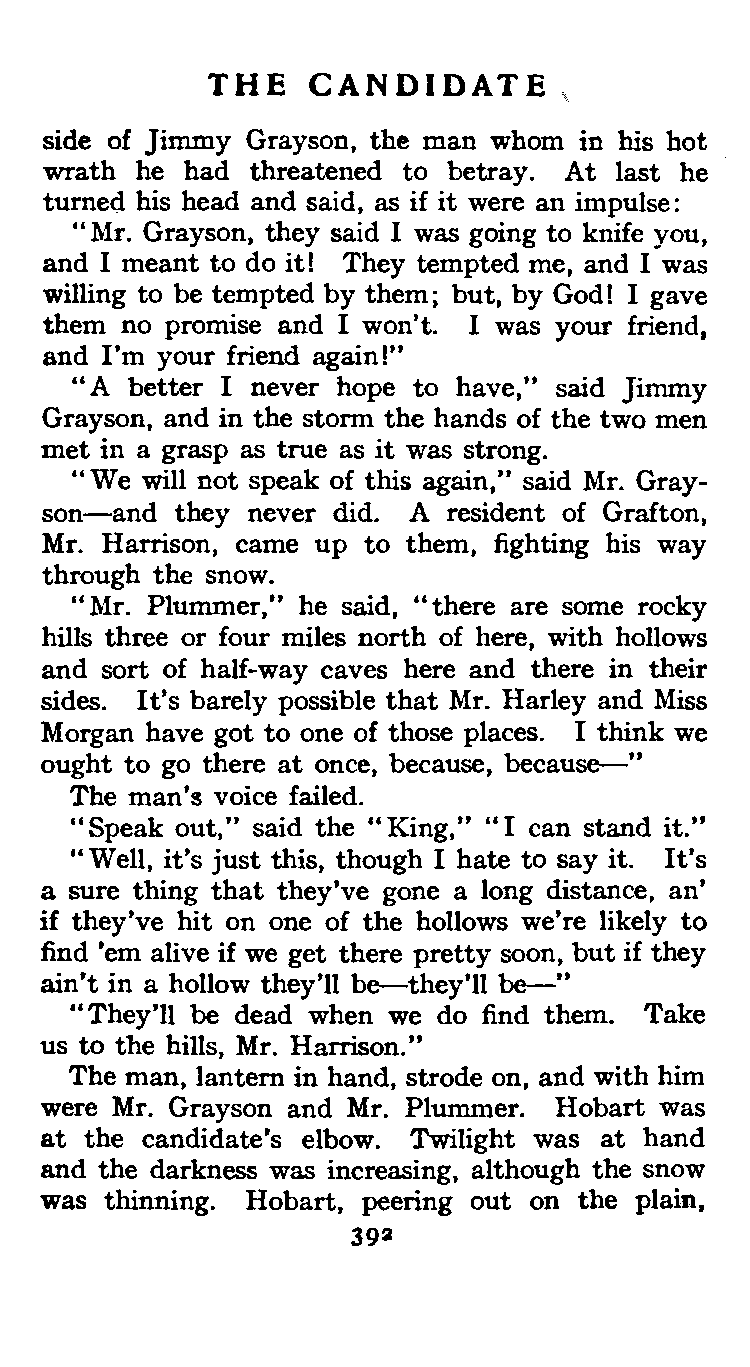 THE CANDIDATE
side of Jimmy Grayson, the man whom in his hot
wrath he had threatened to betray. At last he
turned his head and said, as if it were an impulse:
"Mr. Grayson, they said I was going to knife you,
and I meant to do it! They tempted me, and I was
willing to be tempted by them; but, by God! I gave
them no promise and I won't. I was your friend,
and I'm your friend again!"
"A better I never hope to have," said Jimmy
Grayson, and in the storm the hands of the two men
met in a grasp as true as it was strong.
"We will not speak of this again," said Mr. Gray-
son—and they never did. A resident of Grafton,
Mr. Harrison, came up to them, fighting his way
through the snow.
"Mr. Plummer," he said, "there are some rocky
hills three or four miles north of here, with hollows
and sort of half-way caves here and there in their
sides. It's barely possible that Mr. Harley and Miss
Morgan have got to one of those places. I think we
ought to go there at once, because, because—"
The man's voice failed.
"Speak out," said the "King," "I can stand it."
"Well, it's just this, though I hate to say it. It's
a sure thing that they've gone a long distance, an'
if they've hit on one of the hollows we're likely to
find 'em alive if we get there pretty soon, but if they
ain't in a hollow they'll be—they'll be—"
"They'll be dead when we do find them. Take
us to the hills, Mr. Harrison."
The man, lantern in hand, strode on, and with him
were Mr. Grayson and Mr. Plummer. Hobart was
at the candidate's elbow. Twilight was at hand
and the darkness was increasing, although the snow
was thinning. Hobart, peering out on the plain,
392